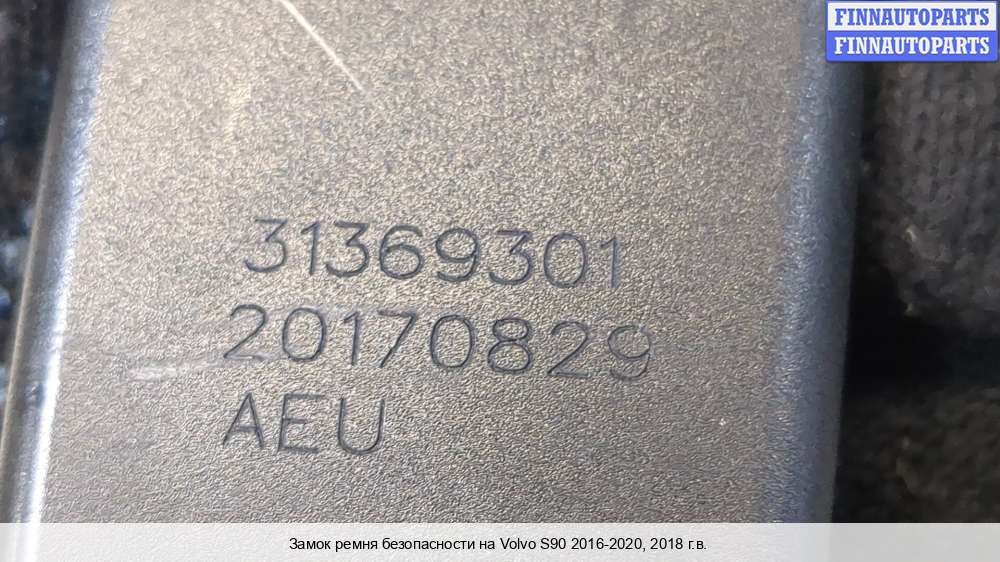 FINNAUTOPARTS
FINNAUTOPARTS
31369301
20170829
AEU
Замок ремня безопасности на Volvo S90 2016-2020, 2018 г.в.